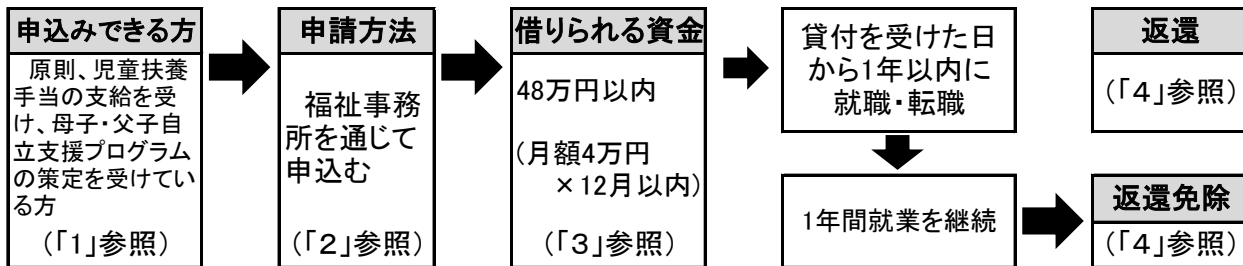 申込みできる方
原則、児童扶養
手当の支給を受
け、母子・父子自
立支援プログラム
の策定を受けてい
る方
（「１」参照）
申請方法
福祉事務
所を通じて
申込む
（「２」参照）
借りられる資金
48万円以内
（月額4万円
×12月以内）
（「３」参照）
貸付を受けた日
から1年以内に
就職・転職
1年間就業を継続
返還
（「４」参照）
返還免除
（「４」参照）